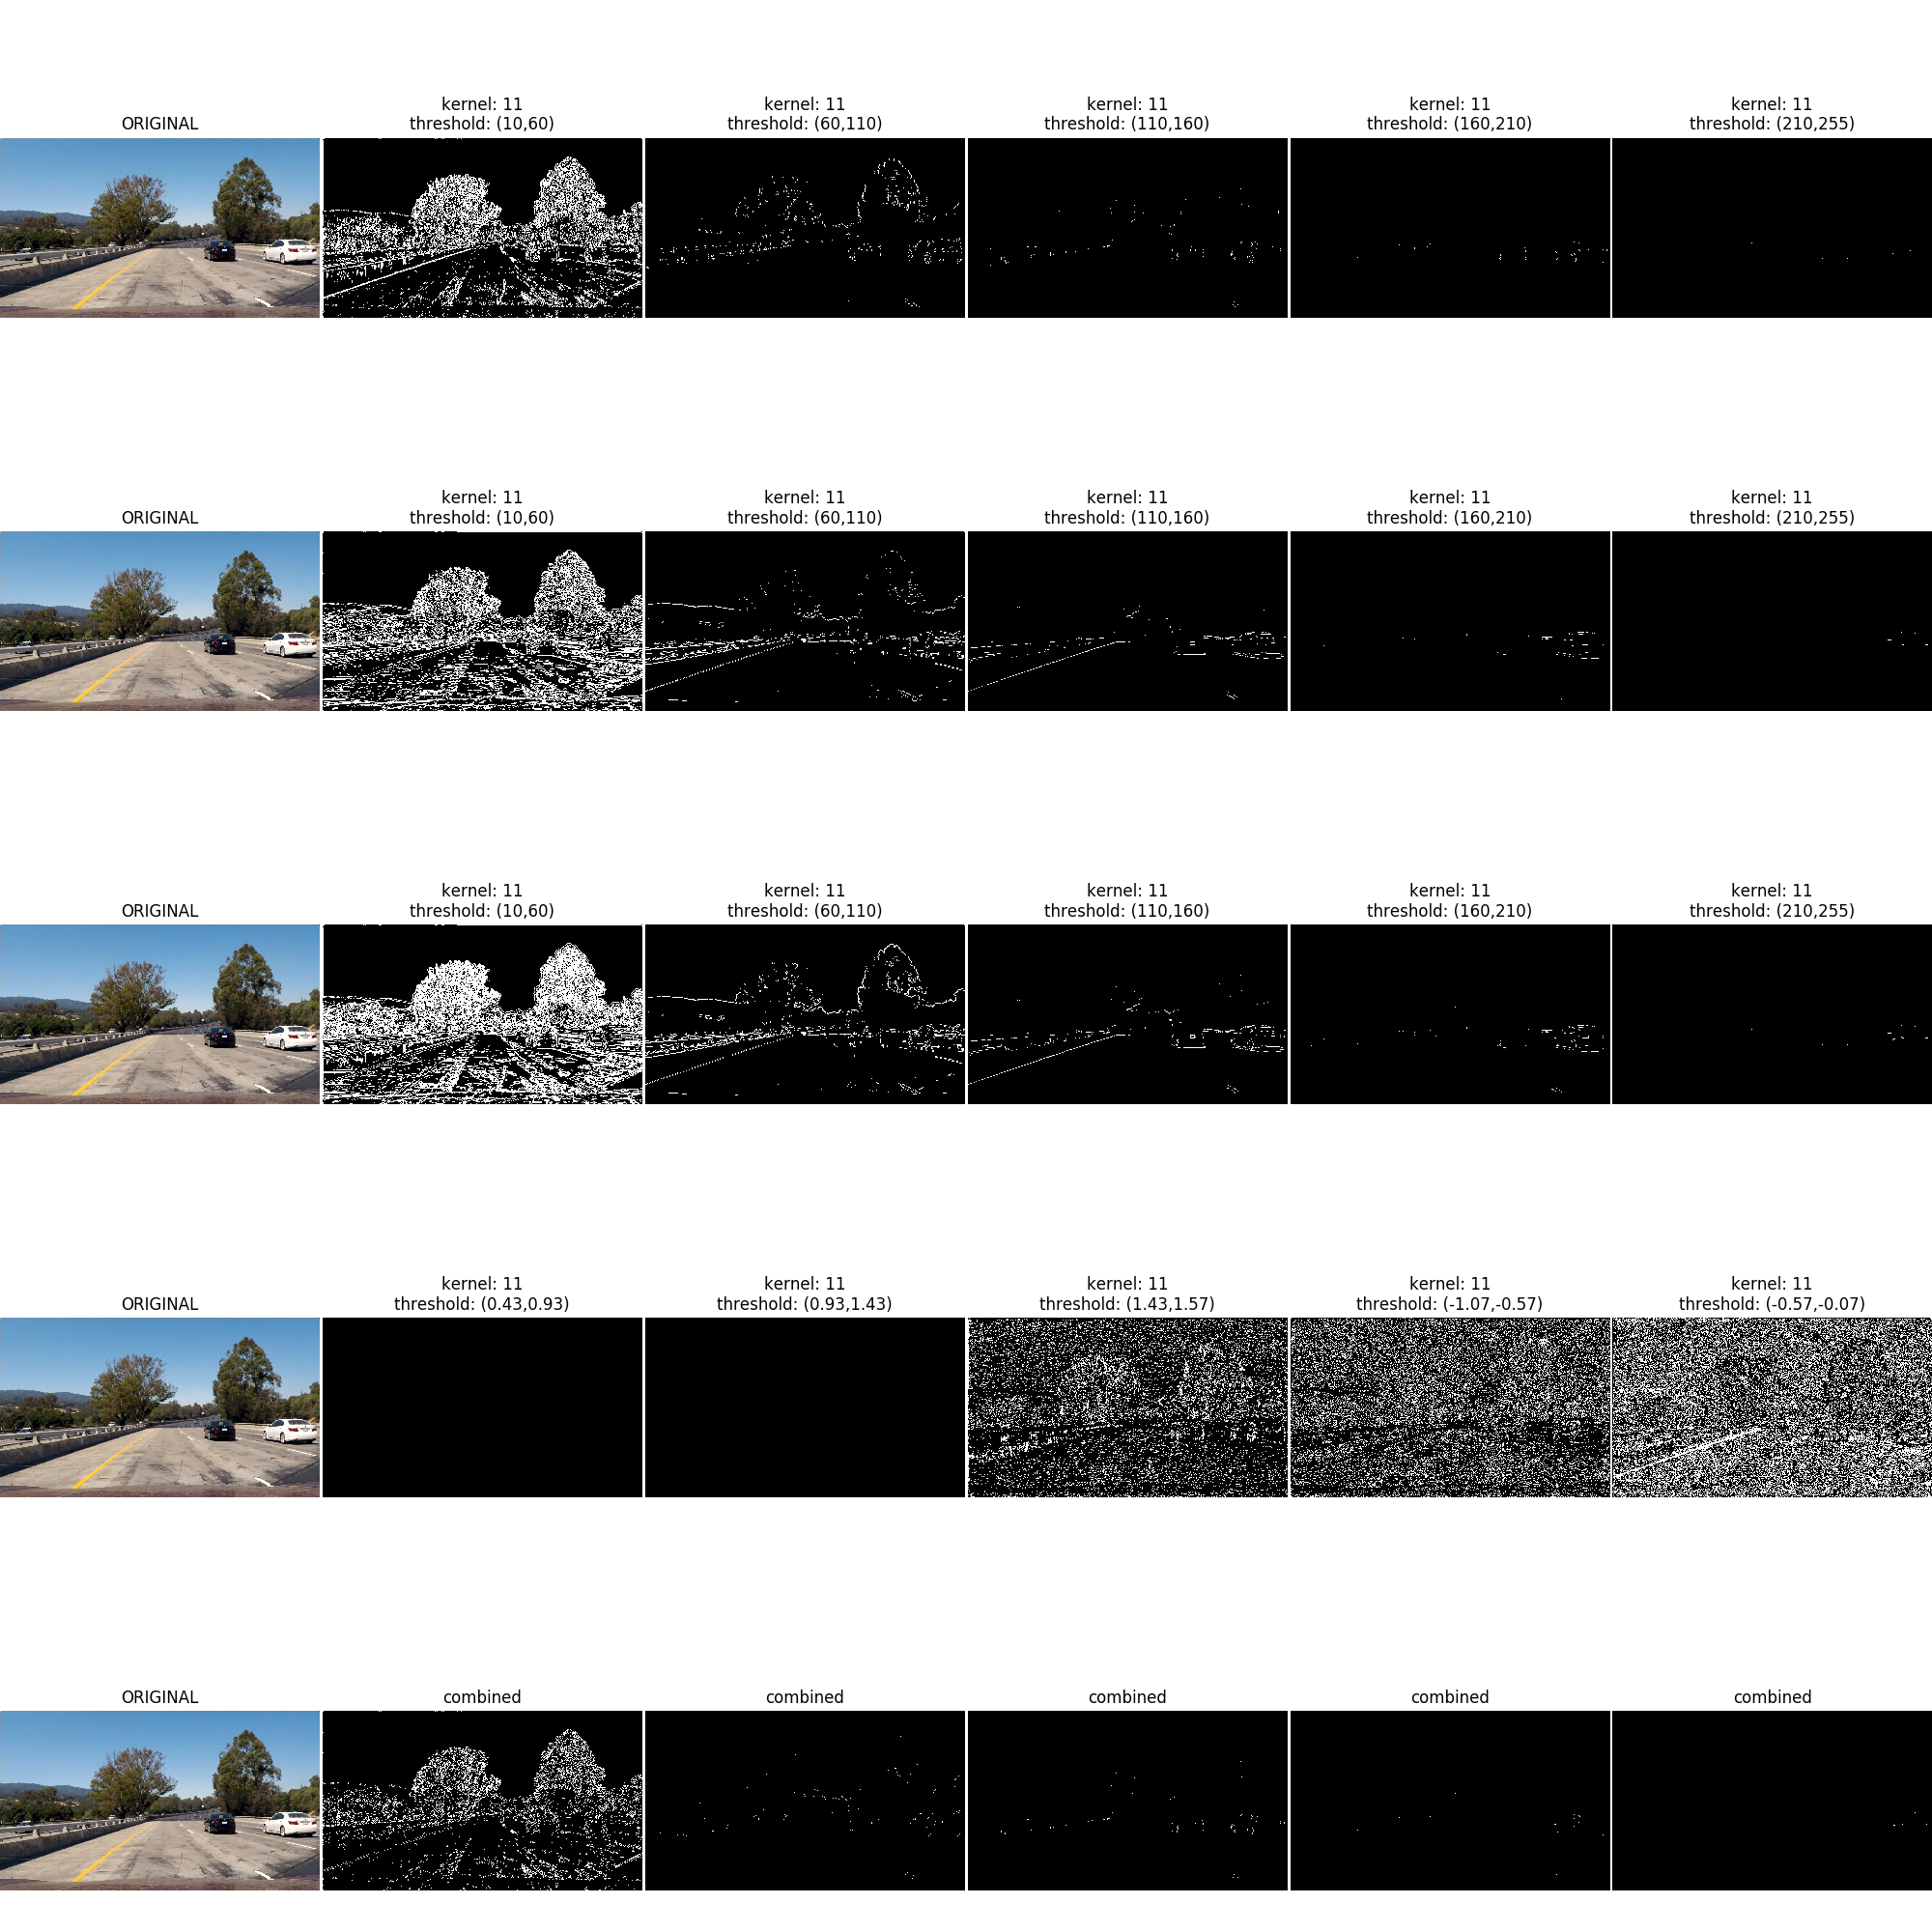 ORIGINAL
kernel: 11
threshold: (10,60)
kernel: 11
threshold: (60,110)
kernel: 11
threshold: (110,160)
kernel: 11
threshold: (160,210)
kernel: 11
threshold: (210,255)
ORIGINAL
kernel: 11
threshold: (10,60)
kernel: 11
threshold: (60,110)
kernel: 11
threshold: (110,160)
kernel: 11
threshold: (160,210)
kernel: 11
threshold: (210,255)
ORIGINAL
kernel: 11
threshold: (10,60)
kernel: 11
threshold: (60,110)
kernel: 11
threshold: (110,160)
kernel: 11
threshold: (160,210)
kernel: 11
threshold: (210,255)
ORIGINAL
kernel: 11
threshold: (0.43,0.93)
kernel: 11
threshold: (0.93,1.43)
kernel: 11
threshold: (1.43,1.57)
kernel: 11
threshold: (-1.07,-0.57)
kernel: 11
threshold: (-0.57,-0.07)
ORIGINAL
combined
combined
combined
combined
combined